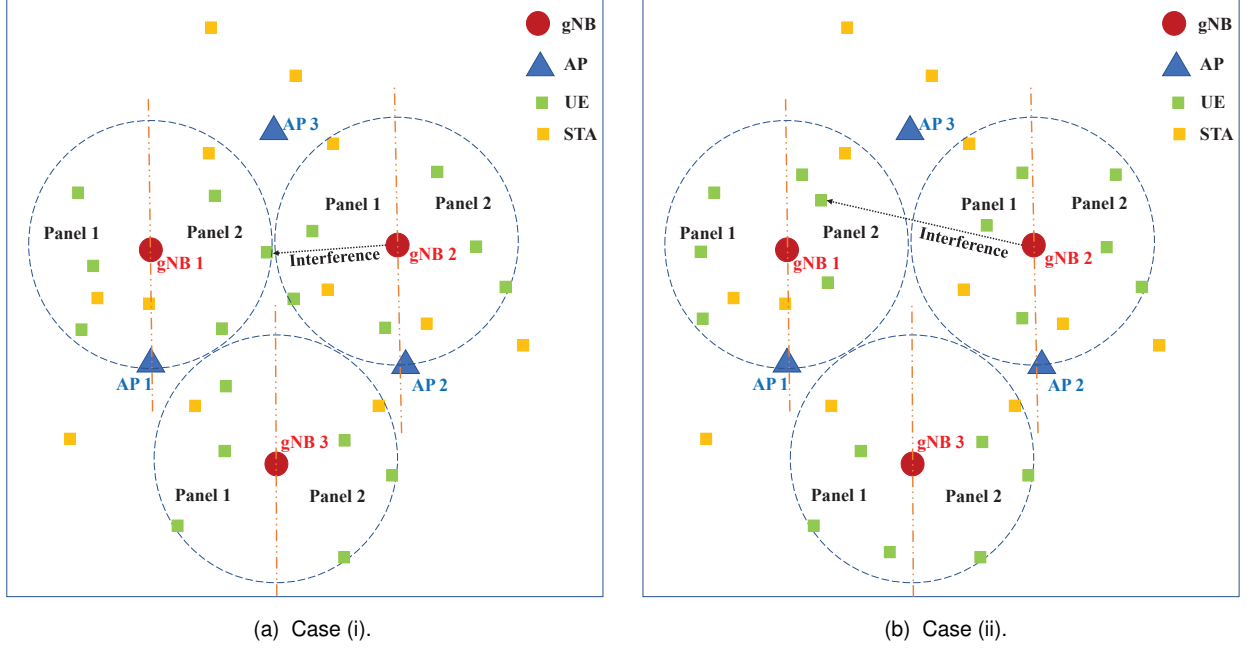 gNB
AP
UE
STA
AP 3
Panel 1
Panel 2
Panel 1
Panel 2
Interference
gNB 1
gNB 2
AP 1
AP 2
gNB 3
Panel 1
Panel 2
(a) Case (i).
gNB
AP
UE
STA
AP 3
Panel 1
Panel 2
Panel 1
Panel 2
Interference
gNB 1
gNB 2
AP 1
AP 2
gNB 3
Panel 1
Panel 2
(b) Case (ii).